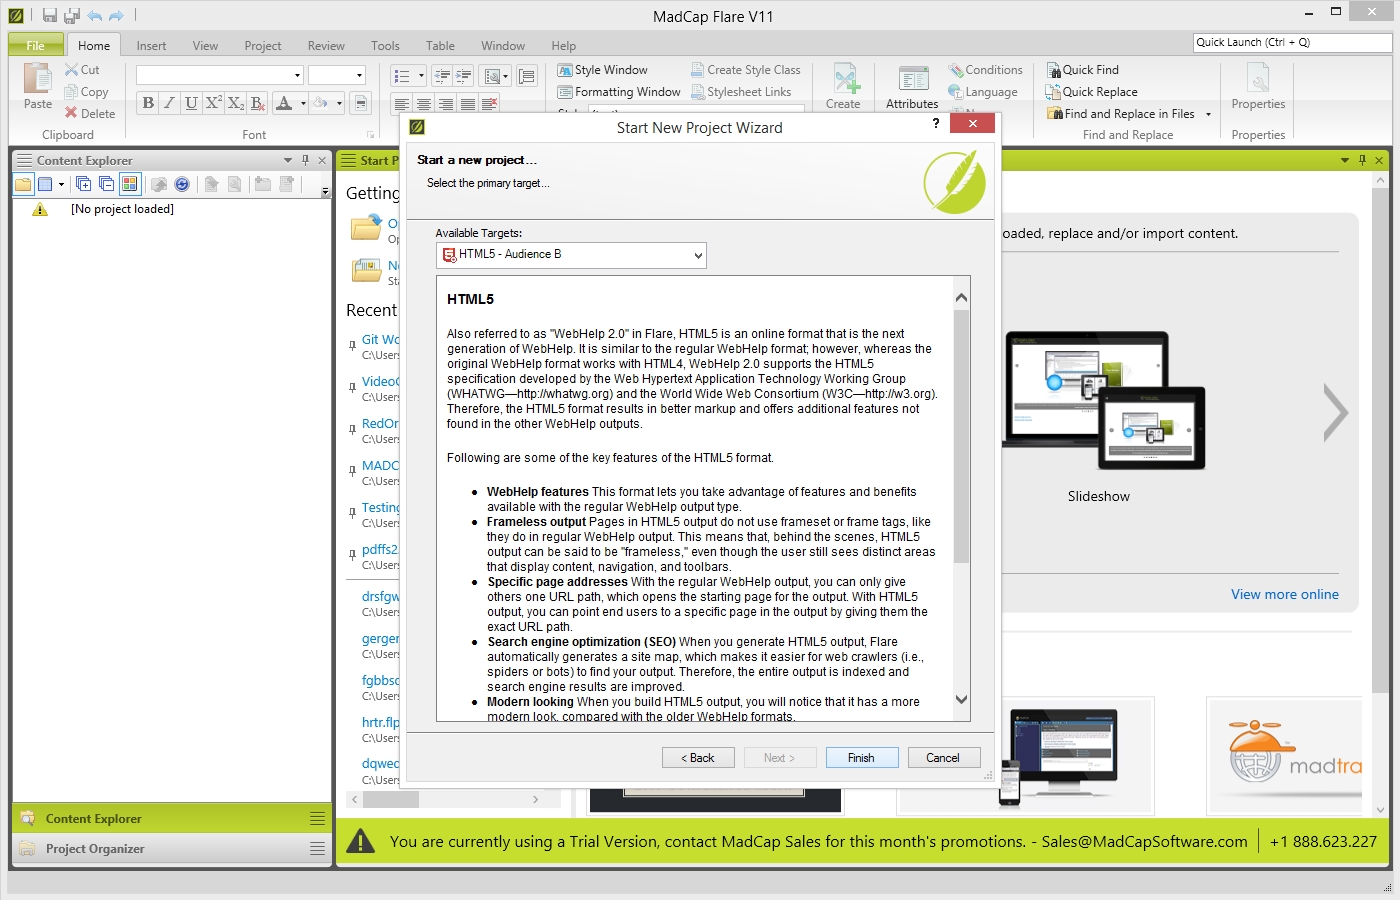 MadCap Flare V11
File Home Insert View Project Review Tools Table Window Help
Quick Launch (Ctrl + Q)
Cut
Copy
Delete
Paste
Clipboard
B I U X² X₂ B A
Font
Style Window
Formatting Window
Create Style Class
Stylesheet Links
Create
Attributes
Conditions
Language
Quick Find
Quick Replace
Find and Replace in Files
Find and Replace
Properties
Properties
Content Explorer
[No project loaded]
Content Explorer
Project Organizer
Start P
Getting
Recent
Git Wo
C:\Users
Video
C:\Users
RedOr
C:\Users
MADC
C:\Users
Testing
C:\Users
pdffs2
C:\Users
drsfgw
C:\Users
gerger
C:\Users
fgbbsc
C:\Users
hrtr.flp
C:\Users
dqwed
C:\Users
Start New Project Wizard
?
Start a new project...
Select the primary target...
Available Targets:
HTML5 - Audience B
HTML5
Also referred to as "WebHelp 2.0" in Flare, HTML5 is an online format that is the next
generation of WebHelp. It is similar to the regular WebHelp format; however, whereas the
original WebHelp format works with HTML4, WebHelp 2.0 supports the HTML5
specification developed by the Web Hypertext Application Technology Working Group
(WHATWG—http://whatwg.org) and the World Wide Web Consortium (W3C—http://w3.org).
Therefore, the HTML5 format results in better markup and offers additional features not
found in the other WebHelp outputs.
Following are some of the key features of the HTML5 format.
• WebHelp features This format lets you take advantage of features and benefits
available with the regular WebHelp output type.
• Frameless output Pages in HTML5 output do not use frameset or frame tags, like
they do in regular WebHelp output. This means that, behind the scenes, HTML5
output can be said to be "frameless," even though the user still sees distinct areas
that display content, navigation, and toolbars.
• Specific page addresses With the regular WebHelp output, you can only give
others one URL path, which opens the starting page for the output. With HTML5
output, you can point end users to a specific page in the output by giving them the
exact URL path.
• Search engine optimization (SEO) When you generate HTML5 output, Flare
automatically generates a site map, which makes it easier for web crawlers (i.e.,
spiders or bots) to find your output. Therefore, the entire output is indexed and
search engine results are improved.
• Modern looking When you build HTML5 output, you will notice that it has a more
modern look, compared with the older WebHelp formats.
< Back
Next >
Finish
Cancel
oaded, replace and/or import content.
Slideshow
View more online
madtra
You are currently using a Trial Version, contact MadCap Sales for this month's promotions. - Sales@MadCapSoftware.com
+1 888.623.227